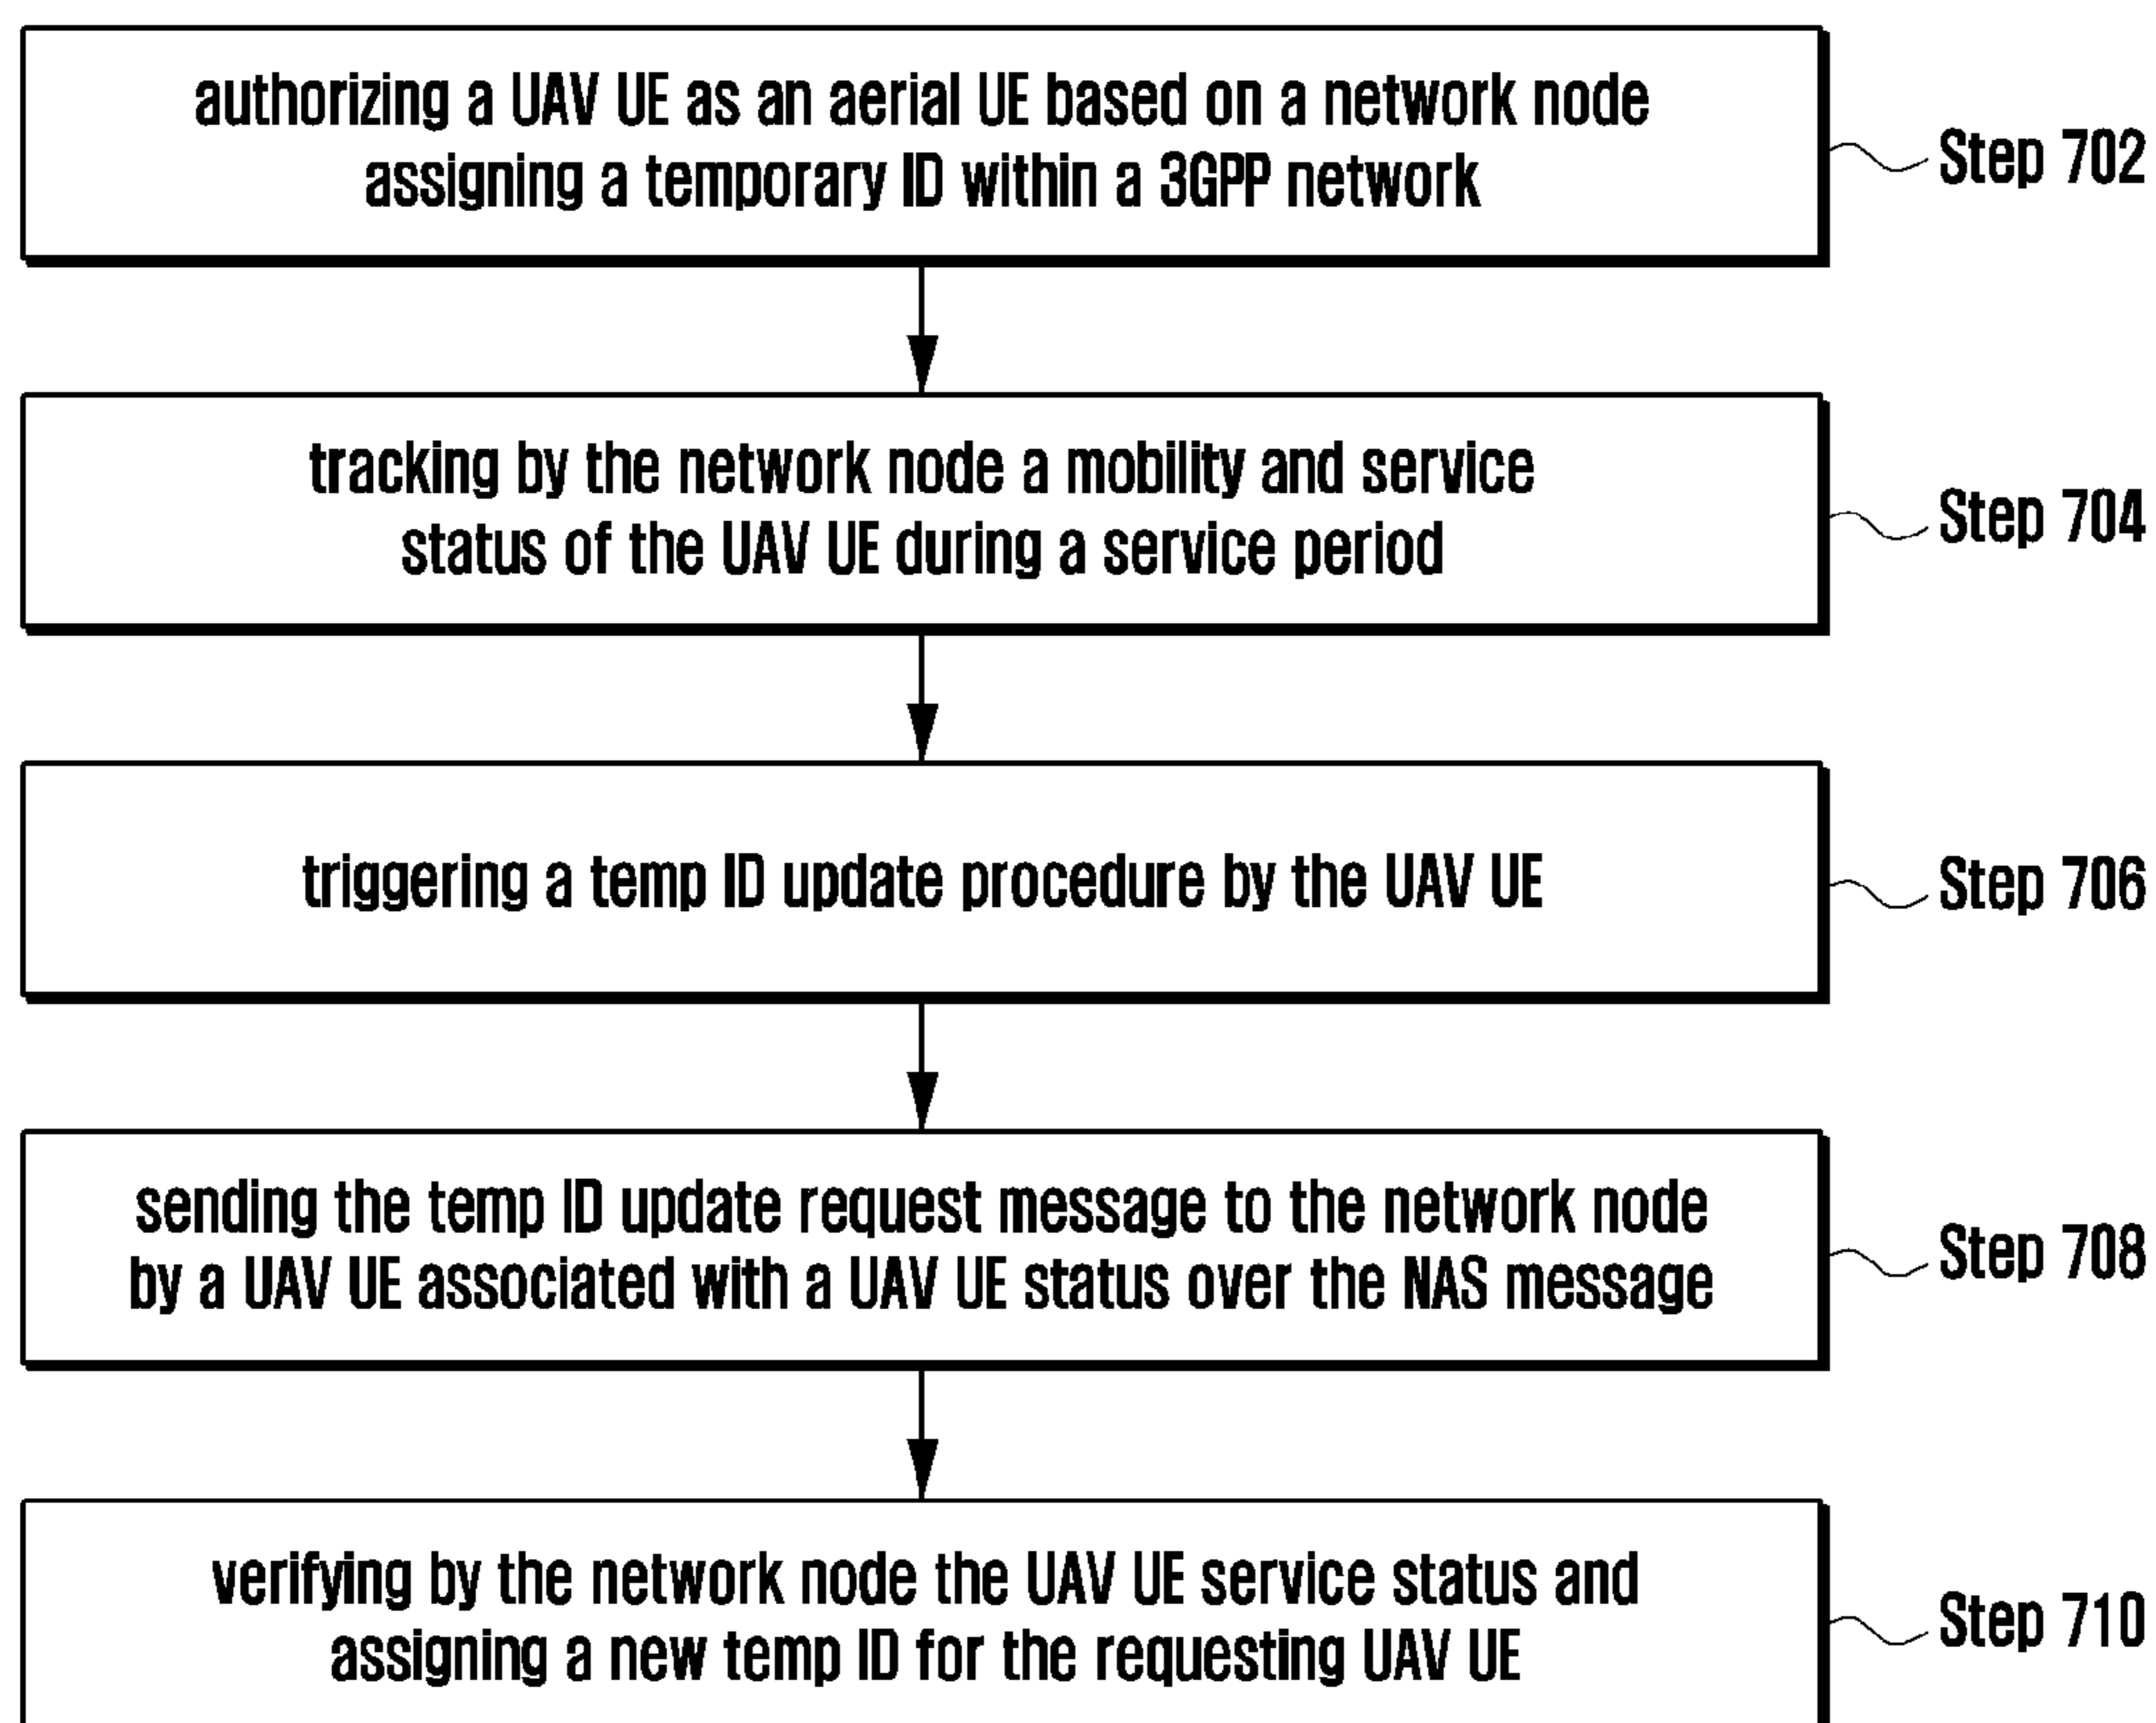 authorizing a UAV UE as an aerial UE based on a network node
assigning a temporary ID within a 3GPP network
Step 702
tracking by the network node a mobility and service
status of the UAV UE during a service period
Step 704
triggering a temp ID update procedure by the UAV UE
Step 706
sending the temp ID update request message to the network node
by a UAV UE associated with a UAV UE status over the NAS message
Step 708
verifying by the network node the UAV UE service status and
assigning a new temp ID for the requesting UAV UE
Step 710